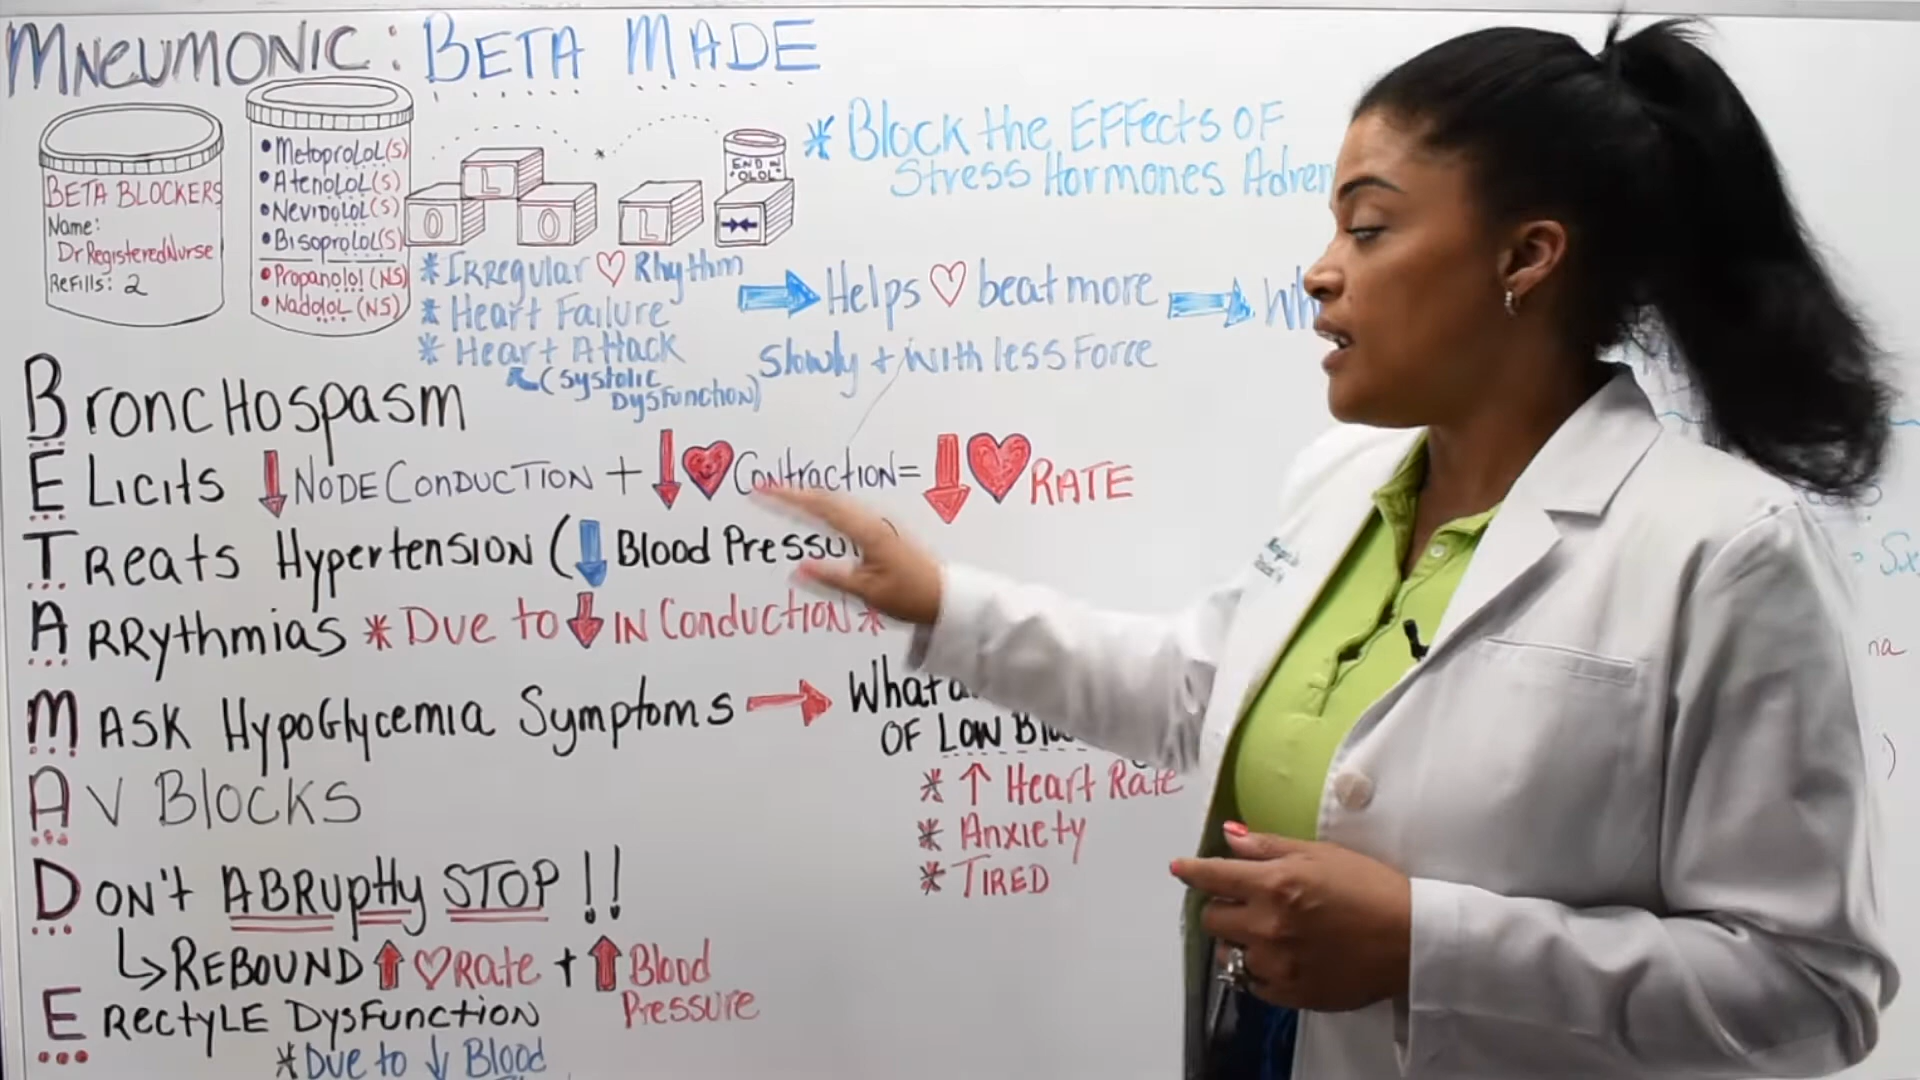 MNEUMONIC: BETA MADE
BETA BLOCKERS
Name:
DrRegisteredNurse
Refills: 2
• MetoproLoL(S)
• AtenoLoL(S)
• NeviDoLoL(S)
• BisoproLoL(S)
• Propanolol (NS)
• NadoloL (NS)
O L O L
END IN
"OLOL"
* Block the Effects of
Stress Hormones Adren
* Irregular ♡ Rhythm
* Heart Failure
* Heart Attack
(Systolic
Dysfunction)
Helps ♡ beat more
Slowly + with less Force
Wh
BroncHospasm
ELicits ↓ Node Conduction + ↓ ♥ Contraction = ↓ ♥ RATE
Treats Hypertension (↓ Blood Pressu )
ARRythmias * Due to ↓ IN Conduction *
Mask HypoGlycemia Symptoms → What a
OF Low Bl
* ↑ Heart Rate
* Anxiety
* TIRED
AV BLocks
Don't ABRuptly STOP!!
↳ REBOUND ↑ ♡ Rate + ↑ Blood
Pressure
ERectyLE Dysfunction
* Due to ↓ Blood